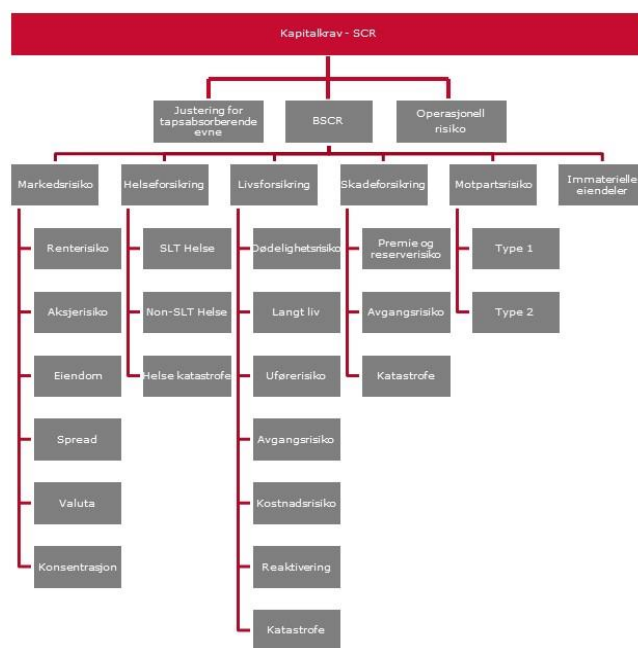 Kapitalkrav - SCR
Justering for
tapsabsorberende
evne
BSCR
Operasjonell
risiko
Markedsrisiko
Helseforsikring
Livsforsikring
Skadeforsikring
Motpartsrisiko
Immaterielle
eiendeler
Renterisiko
SLT Helse
Dødelighetsrisiko
Premie og
reserverisiko
Type 1
Aksjerisiko
Non-SLT Helse
Langt liv
Avgangsrisiko
Type 2
Eiendom
Helse katastrofe
Uførerisiko
Katastrofe
Spread
Avgangsrisiko
Valuta
Kostnadsrisiko
Konsentrasjon
Reaktivering
Katastrofe